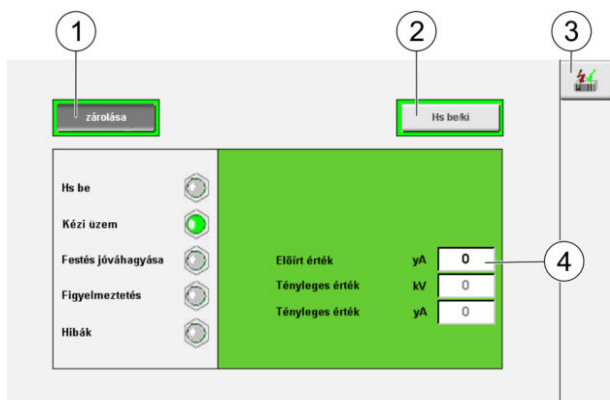 1
2
3
zárolása
Hs be/ki
Hs be
Kézi üzem
Festés jóváhagyása
Figyelmeztetés
Hibák
Előírt érték yA 0
Tényleges érték kV 0
Tényleges érték yA 0
4